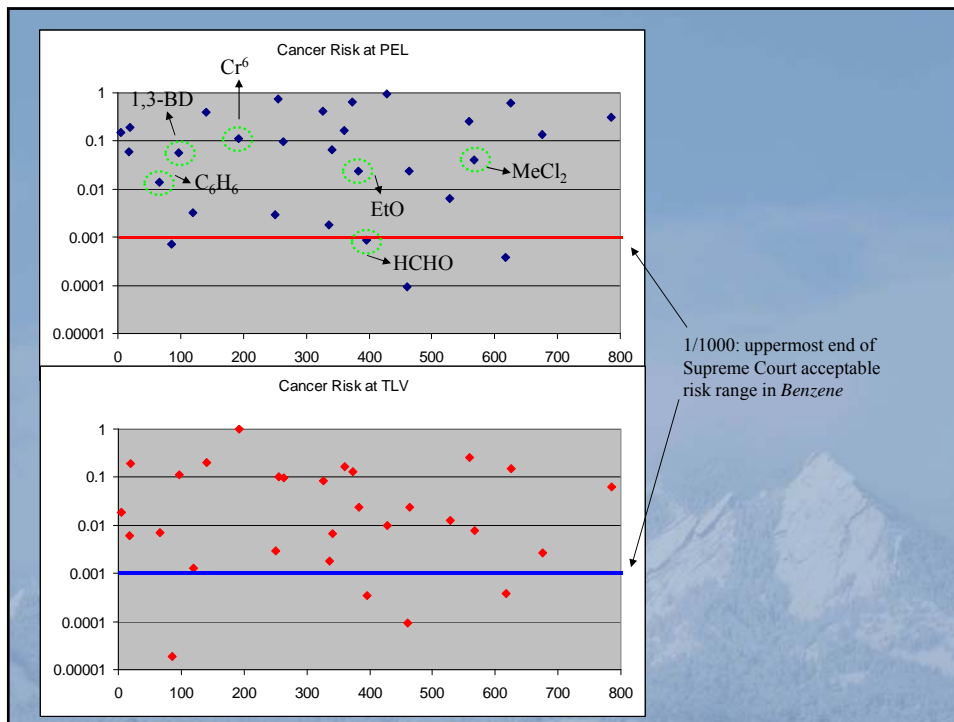 Cancer Risk at PEL
Cr⁶
1,3-BD
C₆H₆
EtO
HCHO
MeCl₂
1
0.1
0.01
0.001
0.0001
0.00001
0 100 200 300 400 500 600 700 800
1/1000: uppermost end of
Supreme Court acceptable
risk range in Benzene
Cancer Risk at TLV
1
0.1
0.01
0.001
0.0001
0.00001
0 100 200 300 400 500 600 700 800